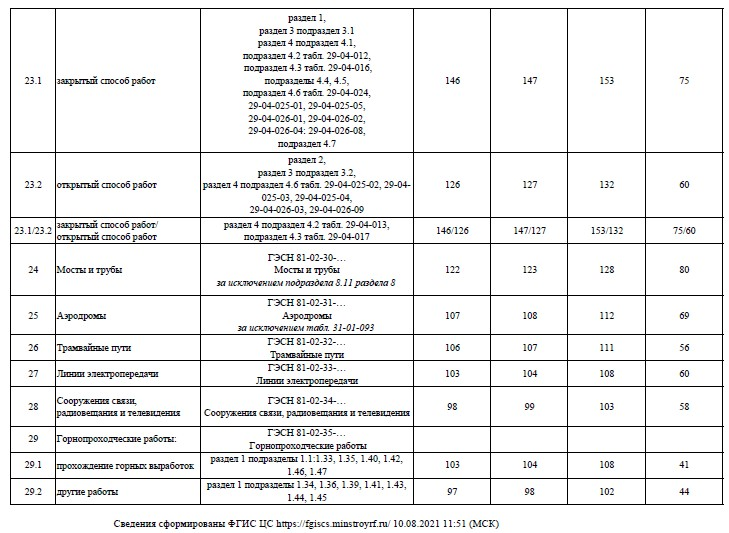 раздел 1,
раздел 3 подраздел 3.1
раздел 4 подраздел 4.1,
подраздел 4.2 табл. 29-04-012,
подраздел 4.3 табл. 29-04-016,
23.1 закрытый способ работ подразделы 4.4, 4.5, 146 147 153 75
подраздел 4.6 табл. 29-04-024,
29-04-025-01, 29-04-025-05,
29-04-026-01, 29-04-026-02,
29-04-026-04: 29-04-026-08,
подраздел 4.7
раздел 2,
раздел 3 подраздел 3.2,
23.2 открытый способ работ раздел 4 подраздел 4.6 табл. 29-04-025-02, 29-04- 126 127 132 60
025-03, 29-04-025-04,
29-04-026-03, 29-04-026-09
23.1/23.2 закрытый способ работ/ раздел 4 подраздел 4.2 табл. 29-04-013, 146/126 147/127 153/132 75/60
открытый способ работ подраздел 4.3 табл. 29-04-017
ГЭСН 81-02-30-…
24 Мосты и трубы Мосты и трубы 122 123 128 80
за исключением подраздела 8.11 раздела 8
ГЭСН 81-02-31-…
25 Аэродромы Аэродромы 107 108 112 69
за исключением табл. 31-01-093
26 Трамвайные пути ГЭСН 81-02-32-… 106 107 111 56
Трамвайные пути
27 Линии электропередачи ГЭСН 81-02-33-… 103 104 108 60
Линии электропередачи
28 Сооружения связи, ГЭСН 81-02-34-… 98 99 103 58
радиовещания и телевидения Сооружения связи, радиовещания и телевидения
29 Горнопроходческие работы: ГЭСН 81-02-35-…
Горнопроходческие работы
29.1 прохождение горных выработок раздел 1 подразделы 1.1:1.33, 1.35, 1.40, 1.42, 103 104 108 41
1.46, 1.47
29.2 другие работы раздел 1 подразделы 1.34, 1.36, 1.39, 1.41, 1.43, 97 98 102 44
1.44, 1.45
Сведения сформированы ФГИС ЦС https://fgiscs.minstroyrf.ru/ 10.08.2021 11:51 (МСК)